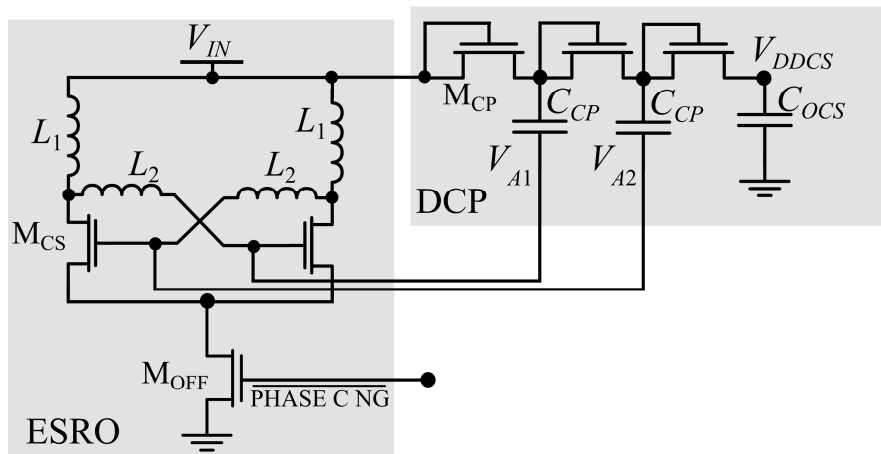 V_IN
V_DDCS
M_CP
C_CP
C_CP
C_OCS
L_1
L_1
L_2
L_2
V_A1
V_A2
DCP
M_CS
M_OFF
PHASE C NG
ESRO